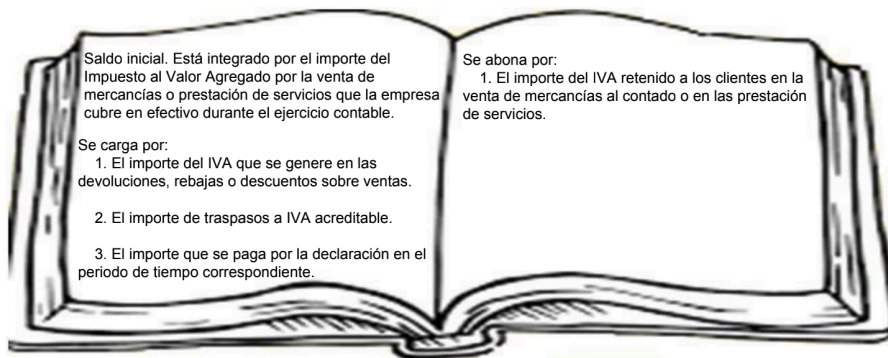 Saldo inicial. Está integrado por el importe del
Impuesto al Valor Agregado por la venta de
mercancías o prestación de servicios que la empresa
cubre en efectivo durante el ejercicio contable.
Se carga por:
1. El importe del IVA que se genere en las
devoluciones, rebajas o descuentos sobre ventas.
2. El importe de traspasos a IVA acreditable.
3. El importe que se paga por la declaración en el
periodo de tiempo correspondiente.
Se abona por:
1. El importe del IVA retenido a los clientes en la
venta de mercancías al contado o en las prestación
de servicios.